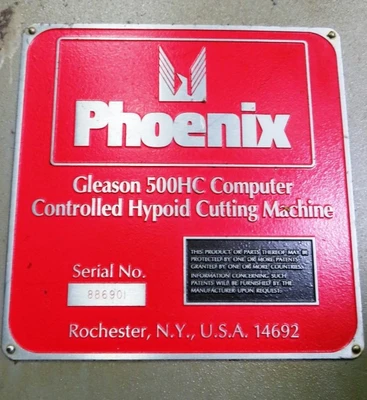 Phoenix
Gleason 500HC Computer
Controlled Hypoid Cutting Machine
Serial No.
886901
THIS PRODUCT OR PARTS THEREOF MAY BE
PROTECTED BY ONE OR MORE PATENTS
GRANTED BY ONE OR MORE COUNTRIES.
INFORMATION CONCERNING SUCH
PATENTS WILL BE FURNISHED BY THE
MANUFACTURER UPON REQUEST.
Rochester, N.Y., U.S.A. 14692